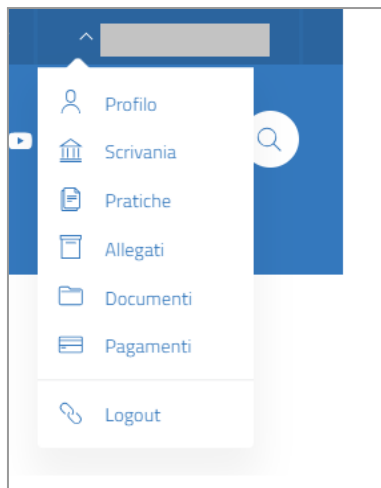 Profilo
Scrivania
Pratiche
Allegati
Documenti
Pagamenti
Logout